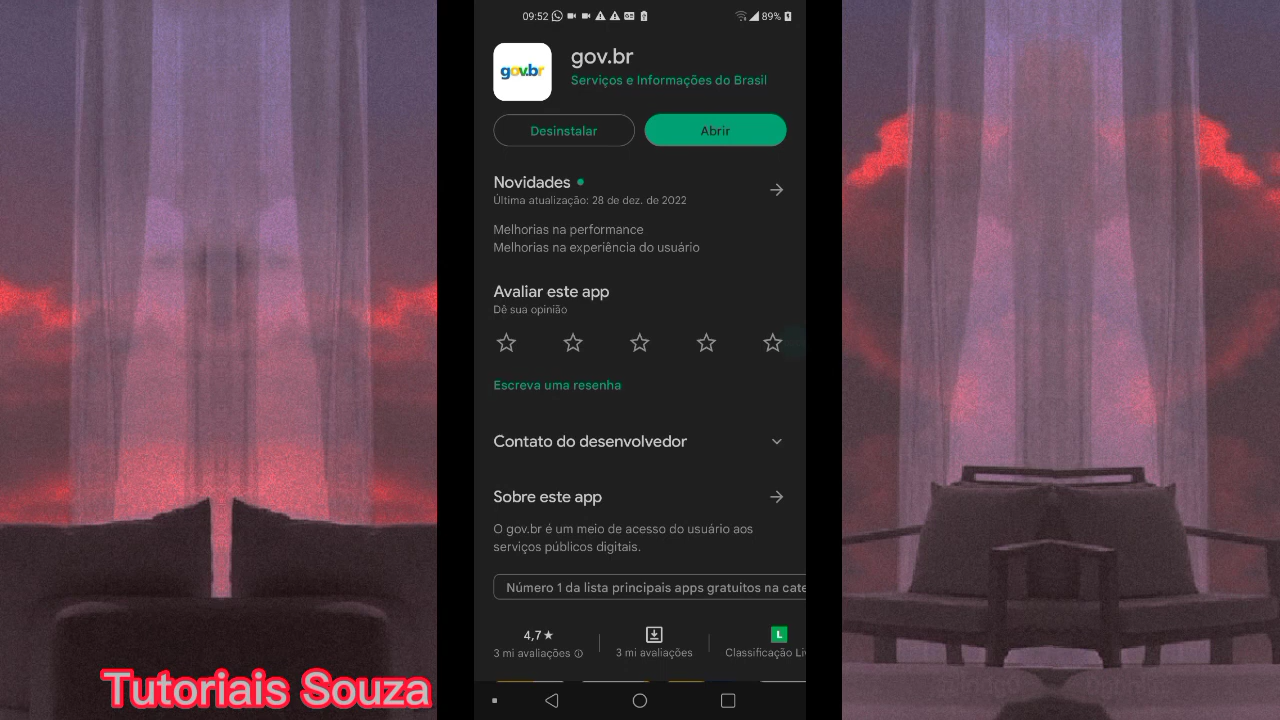 09:52
89%
gov.br
gov.br
Serviços e Informações do Brasil
Desinstalar
Abrir
Novidades
Última atualização: 28 de dez. de 2022
Melhorias na performance
Melhorias na experiência do usuário
Avaliar este app
Dê sua opinião
Escreva uma resenha
Contato do desenvolvedor
Sobre este app
O gov.br é um meio de acesso do usuário aos
serviços públicos digitais.
Número 1 da lista principais apps gratuitos na cate
4,7★
L
3 mi avaliações
3 mi avaliações
Classificação Liv
Tutoriais Souza